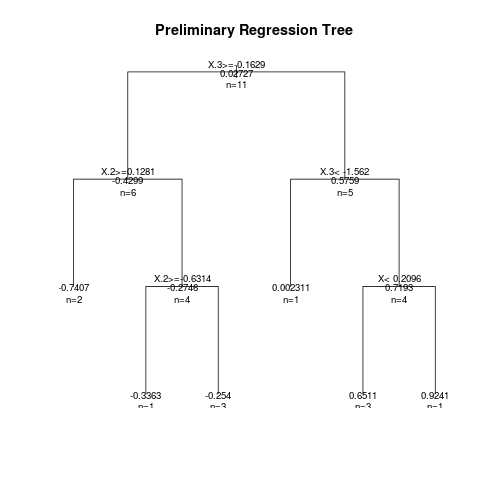 Preliminary Regression Tree
X.3>=-0.1629
0.02727
n=11
X.2>=0.1281
-0.4299
n=6
X.3< -1.562
0.5759
n=5
-0.7407
n=2
X.2>=-0.6314
-0.2746
n=4
0.002311
n=1
X< 0.2096
0.7193
n=4
-0.3363
n=1
-0.254
n=3
0.6511
n=3
0.9241
n=1